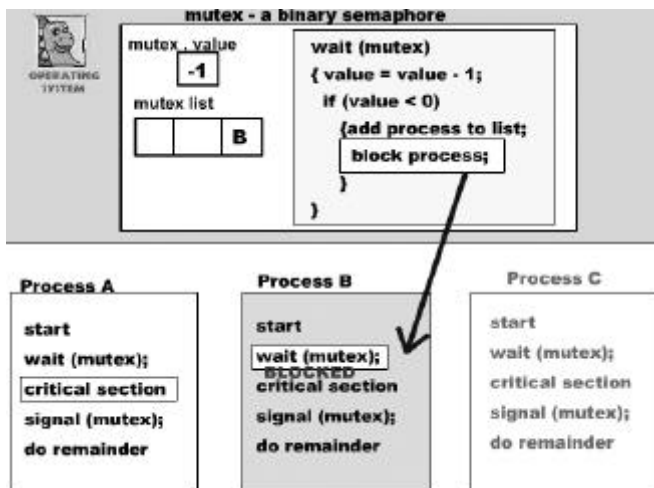 mutex - a binary semaphore
OPERATING
SYSTEM
mutex . value
-1
mutex list
B
wait (mutex)
{ value = value - 1;
if (value < 0)
{add process to list;
block process;
}
}
Process A
start
wait (mutex);
critical section
signal (mutex);
do remainder
Process B
start
wait (mutex);
BLOCKED
critical section
signal (mutex);
do remainder
Process C
start
wait (mutex);
critical section
signal (mutex);
do remainder